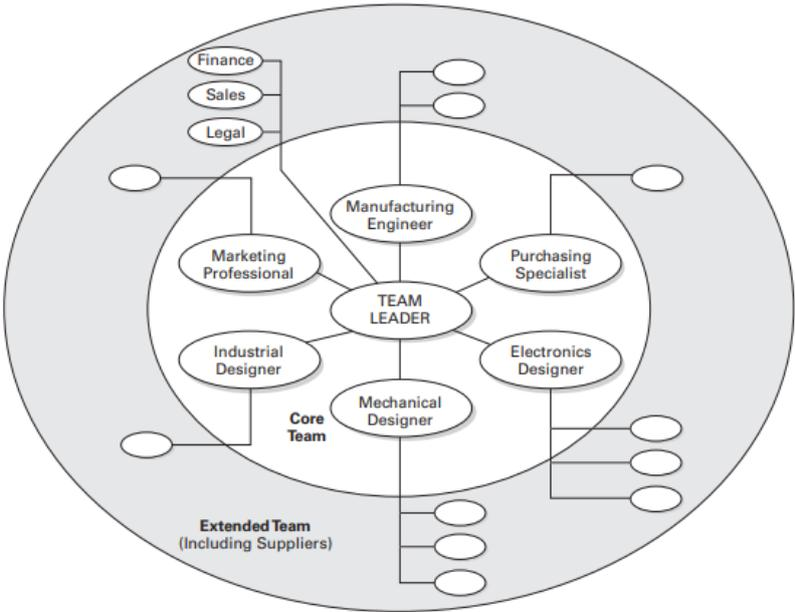 Finance
Sales
Legal
Manufacturing
Engineer
Marketing
Professional
Purchasing
Specialist
TEAM
LEADER
Industrial
Designer
Electronics
Designer
Mechanical
Designer
Core
Team
Extended Team
(Including Suppliers)